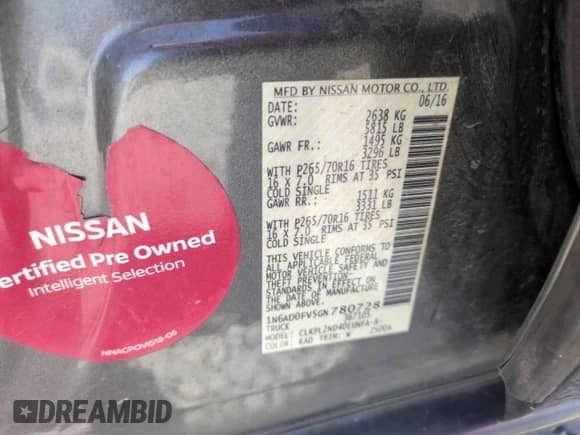 MFD BY NISSAN MOTOR CO., LTD.
DATE: 06/16
GVWR: 2638 KG
5815 LB
GAWR FR.: 1495 KG
3296 LB
WITH P265/70R16 TIRES
16 X 7.0 RIMS AT 35 PSI
COLD SINGLE
GAWR RR.: 1511 KG
3331 LB
WITH P265/70R16 TIRES
16 X 7.0 RIMS AT 35 PSI
COLD SINGLE
THIS VEHICLE CONFORMS TO
ALL APPLICABLE FEDERAL
MOTOR VEHICLE SAFETY AND
THEFT PREVENTION
STANDARDS IN EFFECT ON THE
DATE OF MANUFACTURE
1N6AD0FV5GN780728
TRUCK
MODEL:
COLOR: KAD TRIM: W 2500A
NISSAN
Certified Pre Owned
Intelligent Selection
NNACPOVIS18-06
DREAMBID